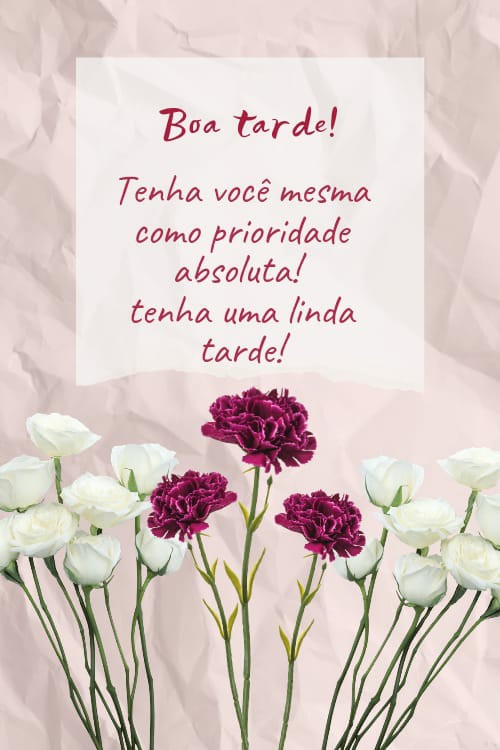 Boa tarde!
Tenha você mesma
como prioridade
absoluta!
tenha uma linda
tarde!